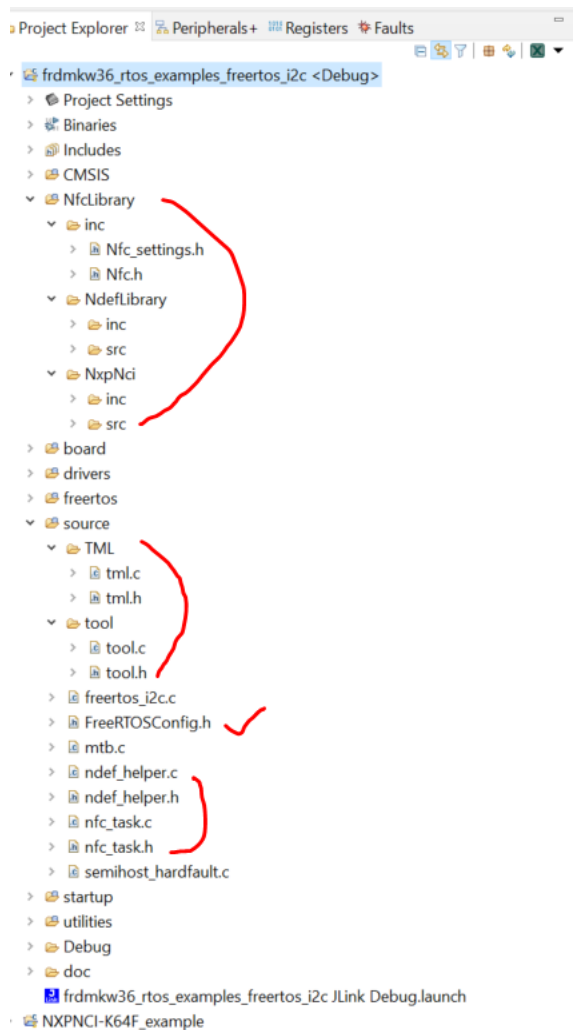 Project Explorer Peripherals+ Registers Faults
frdmkw36_rtos_examples_freertos_i2c <Debug>
Project Settings
Binaries
Includes
CMSIS
NfcLibrary
inc
Nfc_settings.h
Nfc.h
NdefLibrary
inc
src
NxpNci
inc
src
board
drivers
freertos
source
TML
tml.c
tml.h
tool
tool.c
tool.h
freertos_i2c.c
FreeRTOSConfig.h
mtb.c
ndef_helper.c
ndef_helper.h
nfc_task.c
nfc_task.h
semihost_hardfault.c
startup
utilities
Debug
doc
frdmkw36_rtos_examples_freertos_i2c JLink Debug.launch
NXPNCI-K64F_example